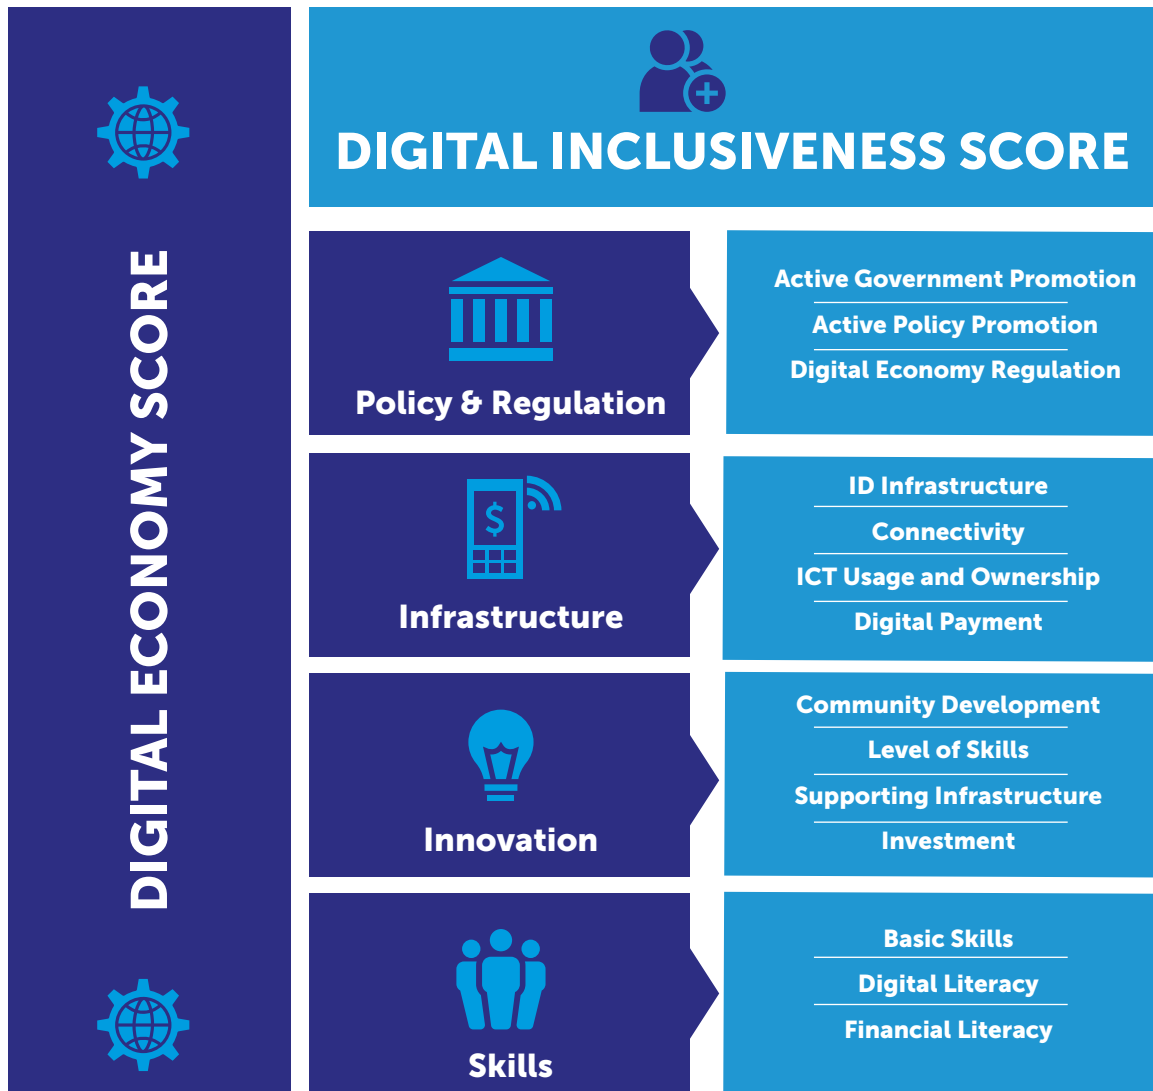 DIGITAL ECONOMY SCORE
DIGITAL INCLUSIVENESS SCORE
Policy & Regulation
Active Government Promotion
Active Policy Promotion
Digital Economy Regulation
$
Infrastructure
ID Infrastructure
Connectivity
ICT Usage and Ownership
Digital Payment
Innovation
Community Development
Level of Skills
Supporting Infrastructure
Investment
Skills
Basic Skills
Digital Literacy
Financial Literacy